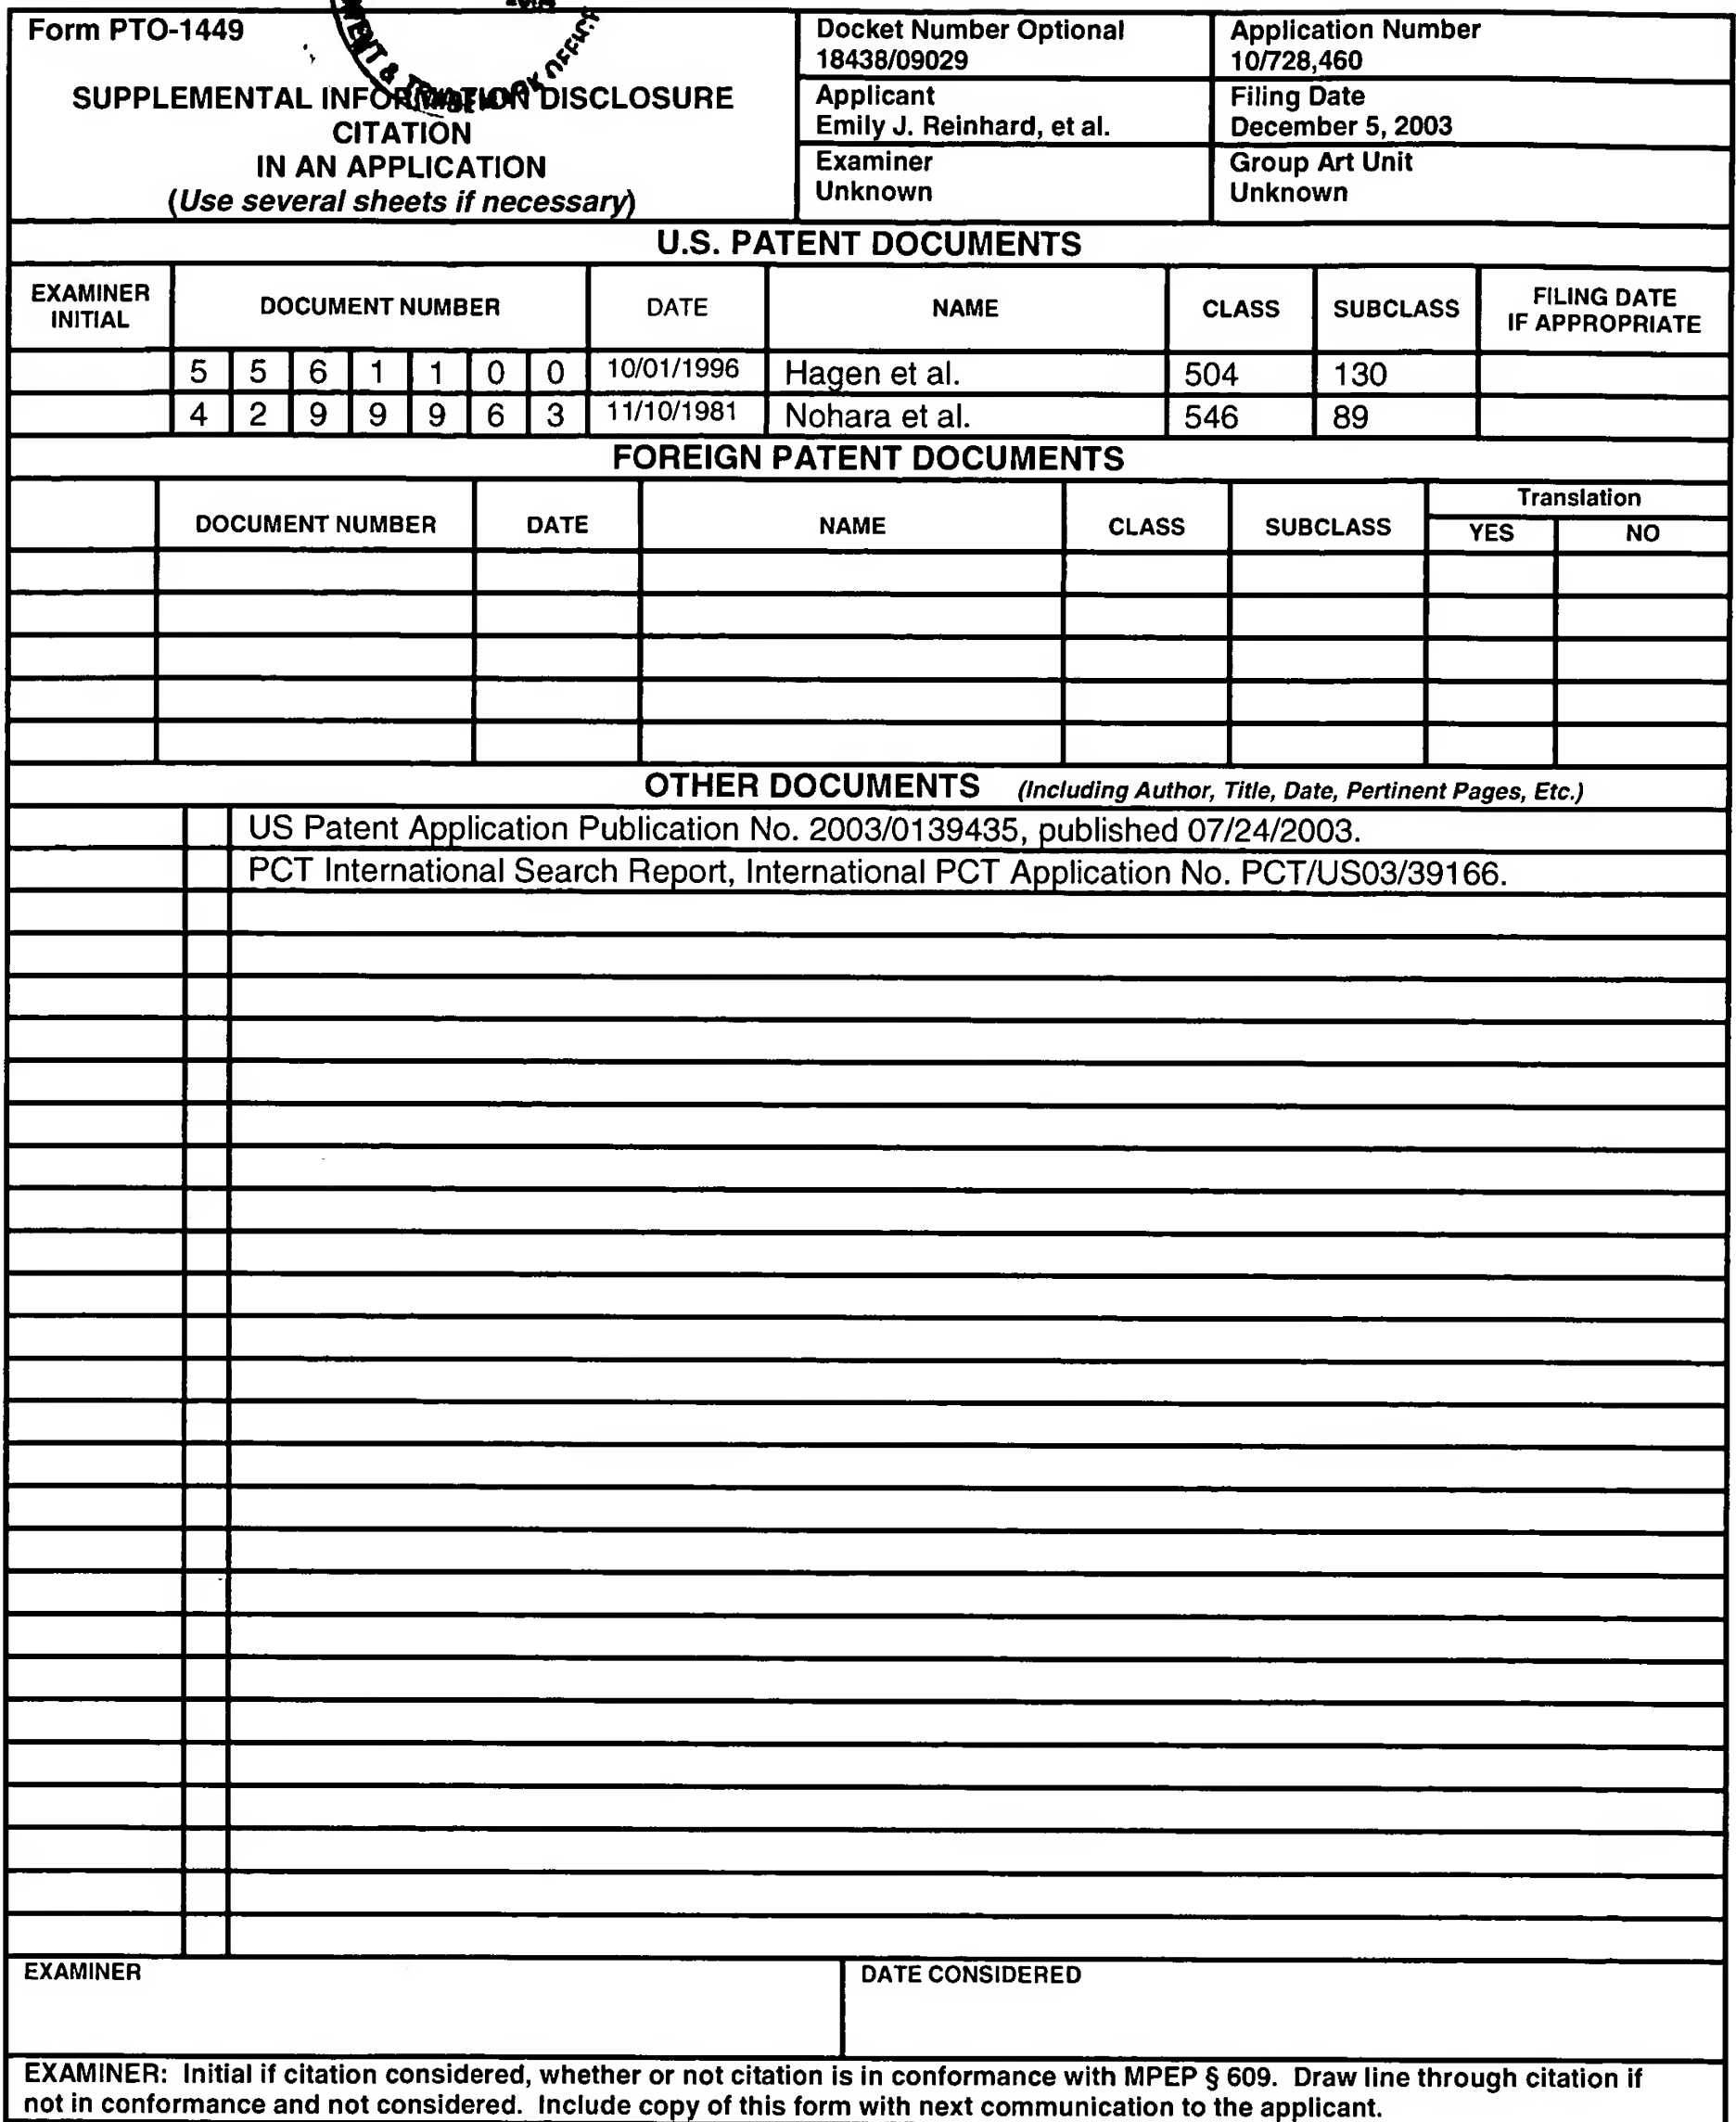 Form PTO-1449
SUPPLEMENTAL INFORMATION DISCLOSURE
CITATION
IN AN APPLICATION
(Use several sheets if necessary)
Docket Number Optional
18438/09029
Application Number
10/728,460
Applicant
Emily J. Reinhard, et al.
Filing Date
December 5, 2003
Examiner
Unknown
Group Art Unit
Unknown
U.S. PATENT DOCUMENTS
EXAMINER INITIAL DOCUMENT NUMBER DATE NAME CLASS SUBCLASS FILING DATE IF APPROPRIATE
5 5 6 1 1 0 0 10/01/1996 Hagen et al. 504 130
4 2 9 9 9 6 3 11/10/1981 Nohara et al. 546 89
FOREIGN PATENT DOCUMENTS
DOCUMENT NUMBER DATE NAME CLASS SUBCLASS Translation
YES NO
OTHER DOCUMENTS (Including Author, Title, Date, Pertinent Pages, Etc.)
US Patent Application Publication No. 2003/0139435, published 07/24/2003.
PCT International Search Report, International PCT Application No. PCT/US03/39166.
EXAMINER DATE CONSIDERED
EXAMINER: Initial if citation considered, whether or not citation is in conformance with MPEP § 609. Draw line through citation if
not in conformance and not considered. Include copy of this form with next communication to the applicant.